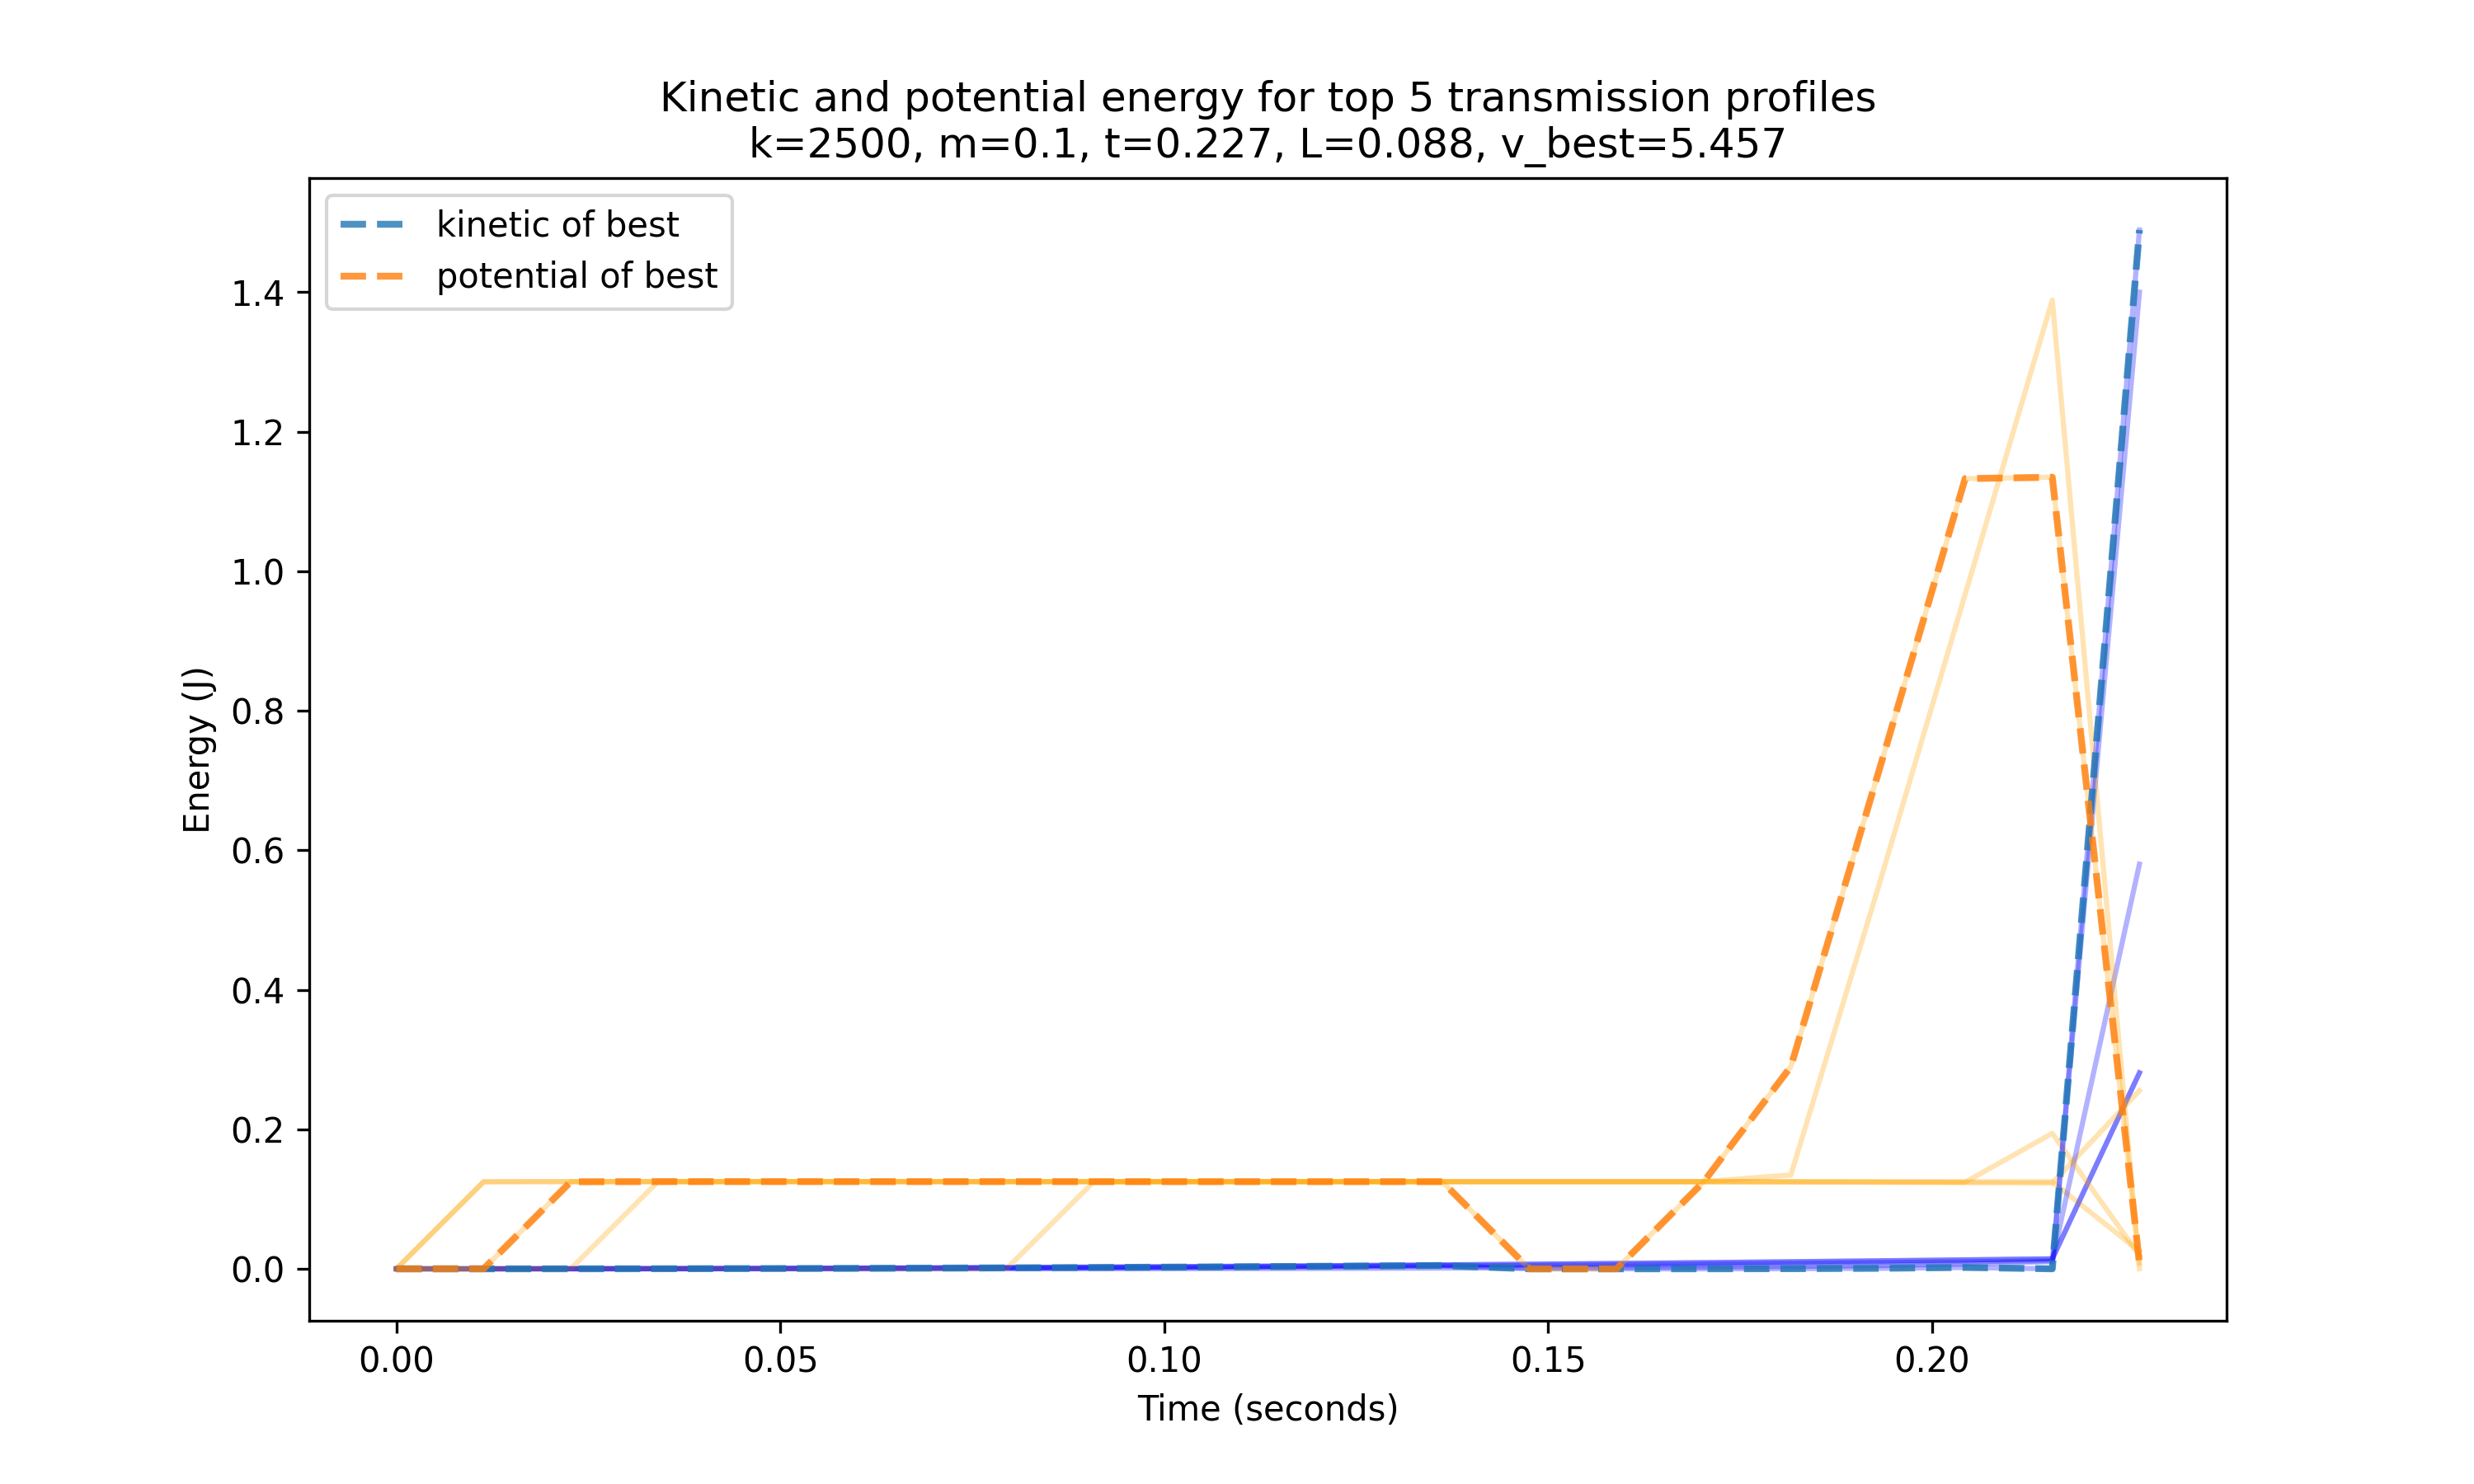 Kinetic and potential energy for top 5 transmission profiles
k=2500, m=0.1, t=0.227, L=0.088, v_best=5.457
kinetic of best
potential of best
1.4
1.2
1.0
0.8
0.6
0.4
0.2
0.0
Energy (J)
0.00 0.05 0.10 0.15 0.20
Time (seconds)